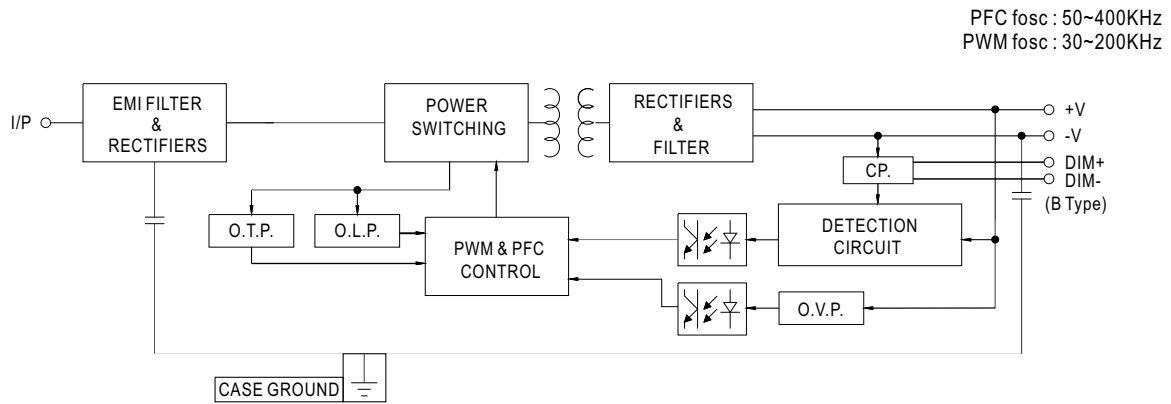 PFC fosc : 50~400KHz
PWM fosc : 30~200KHz
I/P
EMI FILTER
&
RECTIFIERS
POWER
SWITCHING
RECTIFIERS
&
FILTER
+V
-V
CP.
DIM+
DIM-
(B Type)
O.T.P.
O.L.P.
PWM & PFC
CONTROL
DETECTION
CIRCUIT
O.V.P.
CASE GROUND